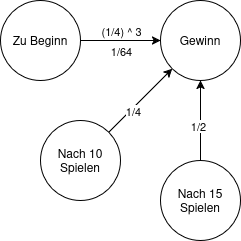 Zu Beginn
(1/4) ^ 3
1/64
Gewinn
1/4
1/2
Nach 10
Spielen
Nach 15
Spielen